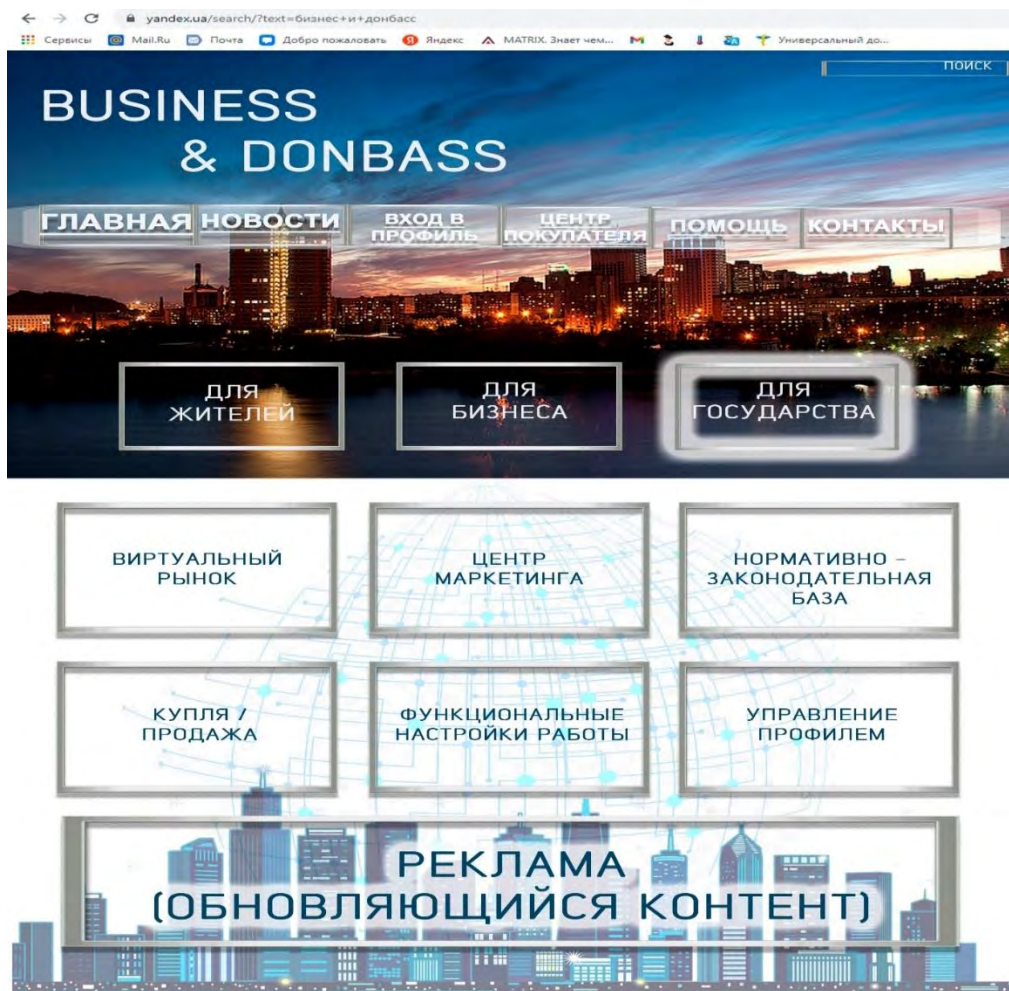 yandex.ua/search/?text=бизнес+и+донбасс
Сервисы Mail.Ru Почта Добро пожаловать Яндекс MATRIX. Знает чем... Универсальный до...
ПОИСК
BUSINESS
& DONBASS
ГЛАВНАЯ НОВОСТИ ВХОД В ПРОФИЛЬ ЦЕНТР ПОКУПАТЕЛЯ ПОМОЩЬ КОНТАКТЫ
ДЛЯ
ЖИТЕЛЕЙ
ДЛЯ
БИЗНЕСА
ДЛЯ
ГОСУДАРСТВА
ВИРТУАЛЬНЫЙ
РЫНОК
ЦЕНТР
МАРКЕТИНГА
НОРМАТИВНО –
ЗАКОНОДАТЕЛЬНАЯ
БАЗА
КУПЛЯ /
ПРОДАЖА
ФУНКЦИОНАЛЬНЫЕ
НАСТРОЙКИ РАБОТЫ
УПРАВЛЕНИЕ
ПРОФИЛЕМ
РЕКЛАМА
(ОБНОВЛЯЮЩИЙСЯ КОНТЕНТ)